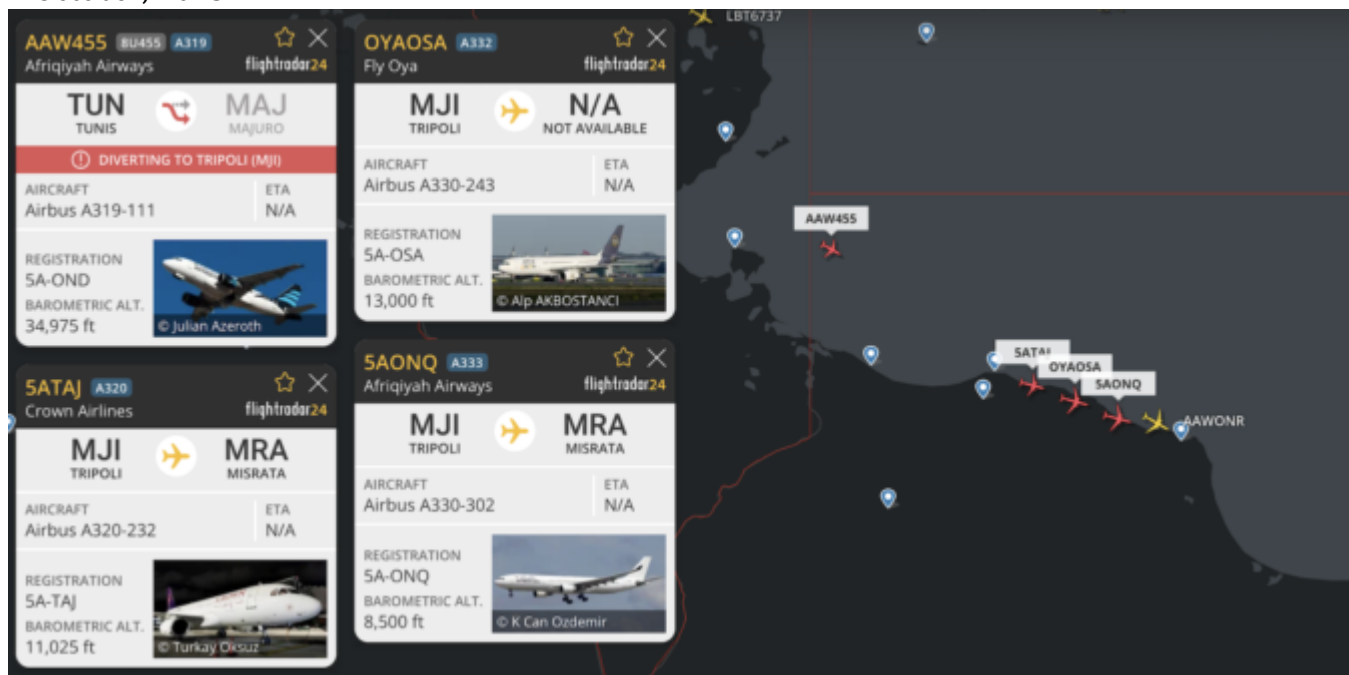 AAW455 8U455 A319
Afriqiyah Airways flightradar24
TUN MAJ
TUNIS MAJURO
DIVERTING TO TRIPOLI (MJI)
AIRCRAFT ETA
Airbus A319-111 N/A
REGISTRATION
5A-OND
BAROMETRIC ALT.
34,975 ft
© Julian Azeroth
5ATAJ A320
Crown Airlines flightradar24
MJI MRA
TRIPOLI MISRATA
AIRCRAFT ETA
Airbus A320-232 N/A
REGISTRATION
5A-TAJ
BAROMETRIC ALT.
11,025 ft
© Turkay Oksuz
OYAOSA A332
Fly Oya flightradar24
MJI N/A
TRIPOLI NOT AVAILABLE
AIRCRAFT ETA
Airbus A330-243 N/A
REGISTRATION
5A-OSA
BAROMETRIC ALT.
13,000 ft
© Alp AKBOSTANCI
5AONQ A333
Afriqiyah Airways flightradar24
MJI MRA
TRIPOLI MISRATA
AIRCRAFT ETA
Airbus A330-302 N/A
REGISTRATION
5A-ONQ
BAROMETRIC ALT.
8,500 ft
© K Can Ozdemir
LBT6737
AAW455
5ATAJ
OYAOSA
5AONQ
AAWONR